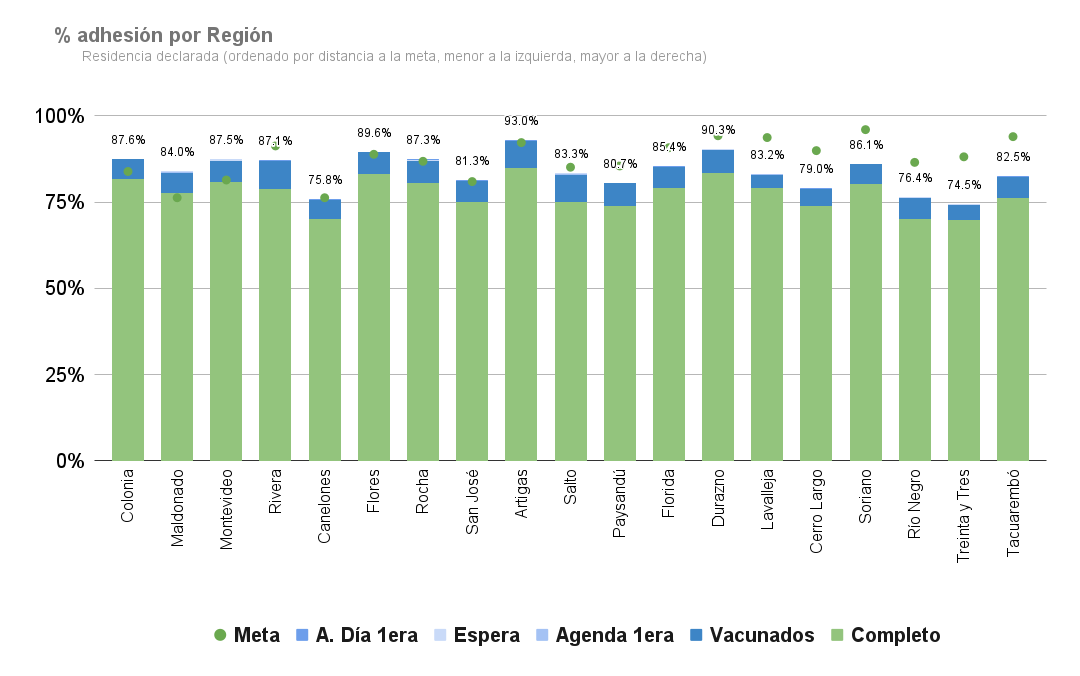 % adhesión por Región
Residencia declarada (ordenado por distancia a la meta, menor a la izquierda, mayor a la derecha)
100%
75%
50%
25%
0%
87.6%
84.0%
87.5%
87.1%
75.8%
89.6%
87.3%
81.3%
93.0%
83.3%
80.7%
85.4%
90.3%
83.2%
79.0%
86.1%
76.4%
74.5%
82.5%
Colonia
Maldonado
Montevideo
Rivera
Canelones
Flores
Rocha
San José
Artigas
Salto
Paysandú
Florida
Durazno
Lavalleja
Cerro Largo
Soriano
Río Negro
Treinta y Tres
Tacuarembó
Meta
A. Día 1era
Espera
Agenda 1era
Vacunados
Completo